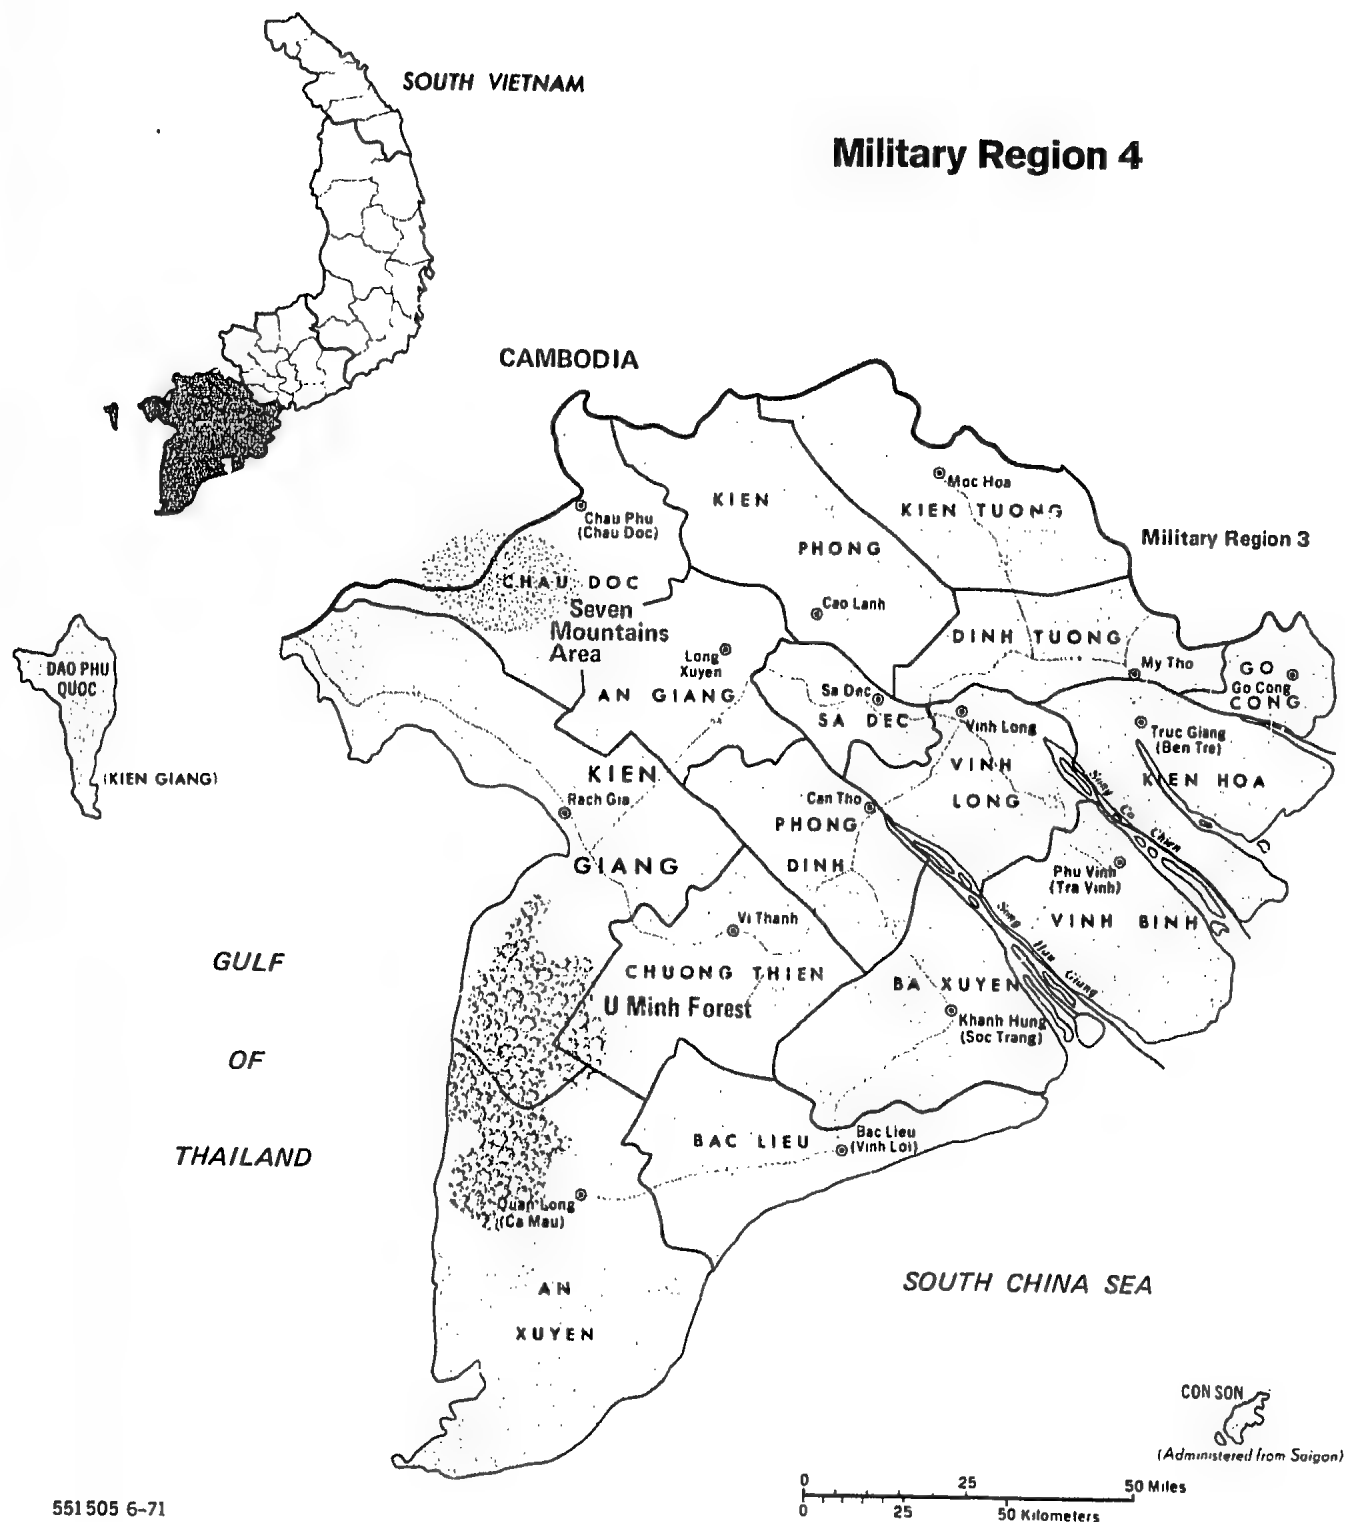 SOUTH VIETNAM
Military Region 4
CAMBODIA
Moc Hoa
KIEN
KIEN TUONG
Chau Phu
(Chau Doc)
Military Region 3
PHONG
CHAU DOC
Seven
Mountains
Area
Cao Lanh
DINH TUONG
Long
Xuyen
My Tho
DAO PHU
QUOC
GO
Go Cong
CONG
AN GIANG
Sa Dec
SA DEC
Vinh Long
Truc Giang
(Ben Tre)
(KIEN GIANG)
KIEN
VINH
KIEN HOA
Rach Gia
Can Tho
LONG
Song
Co
Chien
PHONG
GIANG
DINH
Phu Vinh
(Tra Vinh)
Vi Thanh
VINH BINH
Song
Hau
Giang
GULF
CHUONG THIEN
BA XUYEN
U Minh Forest
Khanh Hung
(Soc Trang)
OF
THAILAND
BAC LIEU
Bac Lieu
(Vinh Loi)
Quan Long
(Ca Mau)
AN
SOUTH CHINA SEA
XUYEN
CON SON
(Administered from Saigon)
0 25 50 Miles
0 25 50 Kilometers
551505 6-71